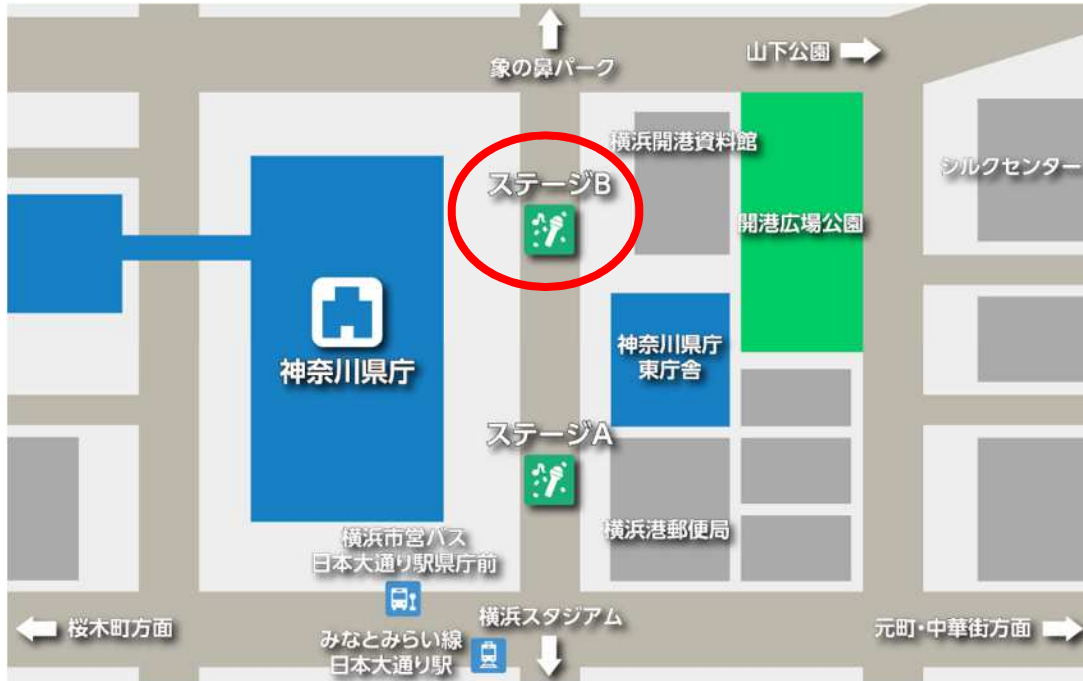 象の鼻パーク
山下公園
横浜開港資料館
シルクセンター
ステージB
開港広場公園
神奈川県庁
東庁舎
神奈川県庁
ステージA
横浜港郵便局
横浜市営バス
日本大通り駅県庁前
横浜スタジアム
桜木町方面
元町・中華街方面
みなとみらい線
日本大通り駅